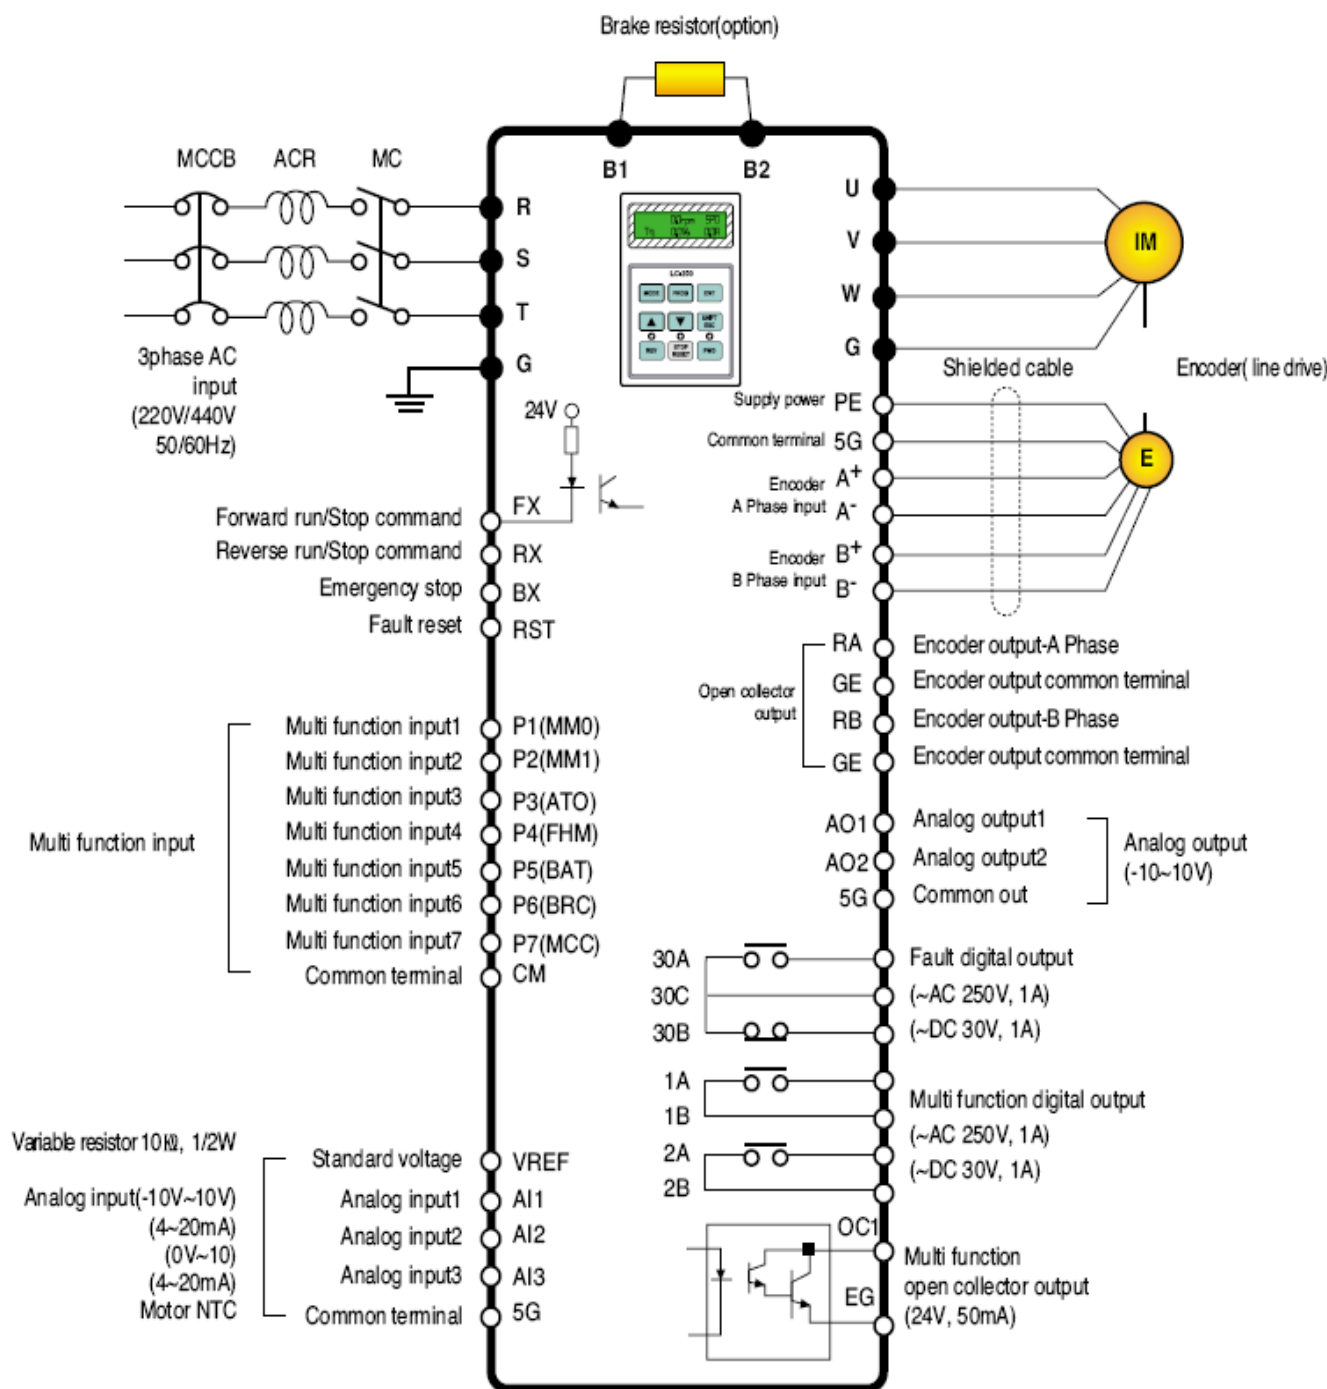 Brake resistor(option)
MCCB
ACR
MC
B1
B2
R
S
T
G
3phase AC
input
(220V/440V
50/60Hz)
U
V
W
G
IM
MODE
PROG
ENT
SHIFT
ESC
REV
STOP
RESET
FWD
Shielded cable
Encoder( line drive)
24V
FX
Forward run/Stop command
Reverse run/Stop command
RX
Emergency stop
BX
Fault reset
RST
Supply power
PE
Common terminal
5G
Encoder
A Phase input
A+
A-
Encoder
B Phase input
B+
B-
E
Open collector
output
RA
Encoder output-A Phase
GE
Encoder output common terminal
RB
Encoder output-B Phase
GE
Encoder output common terminal
Multi function input
Multi function input1
P1(MM0)
Multi function input2
P2(MM1)
Multi function input3
P3(ATO)
Multi function input4
P4(FHM)
Multi function input5
P5(BAT)
Multi function input6
P6(BRC)
Multi function input7
P7(MCC)
Common terminal
CM
AO1
Analog output1
AO2
Analog output2
5G
Common out
Analog output
(-10~10V)
30A
30C
30B
Fault digital output
(~AC 250V, 1A)
(~DC 30V, 1A)
1A
1B
2A
2B
Multi function digital output
(~AC 250V, 1A)
(~DC 30V, 1A)
Variable resistor 10㏀, 1/2W
Analog input(-10V~10V)
(4~20mA)
(0V~10)
(4~20mA)
Motor NTC
Standard voltage
VREF
Analog input1
AI1
Analog input2
AI2
Analog input3
AI3
Common terminal
5G
OC1
EG
Multi function
open collector output
(24V, 50mA)